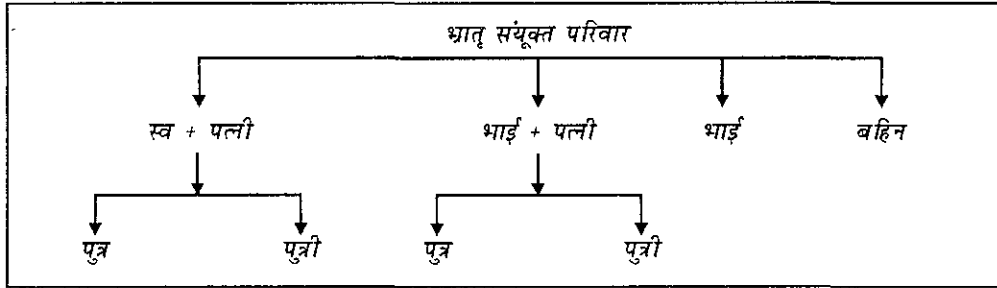 भ्रातृ संयूक्त परिवार
स्व + पत्नी भाई + पत्नी भाई बहिन
पुत्र पुत्री पुत्र पुत्री